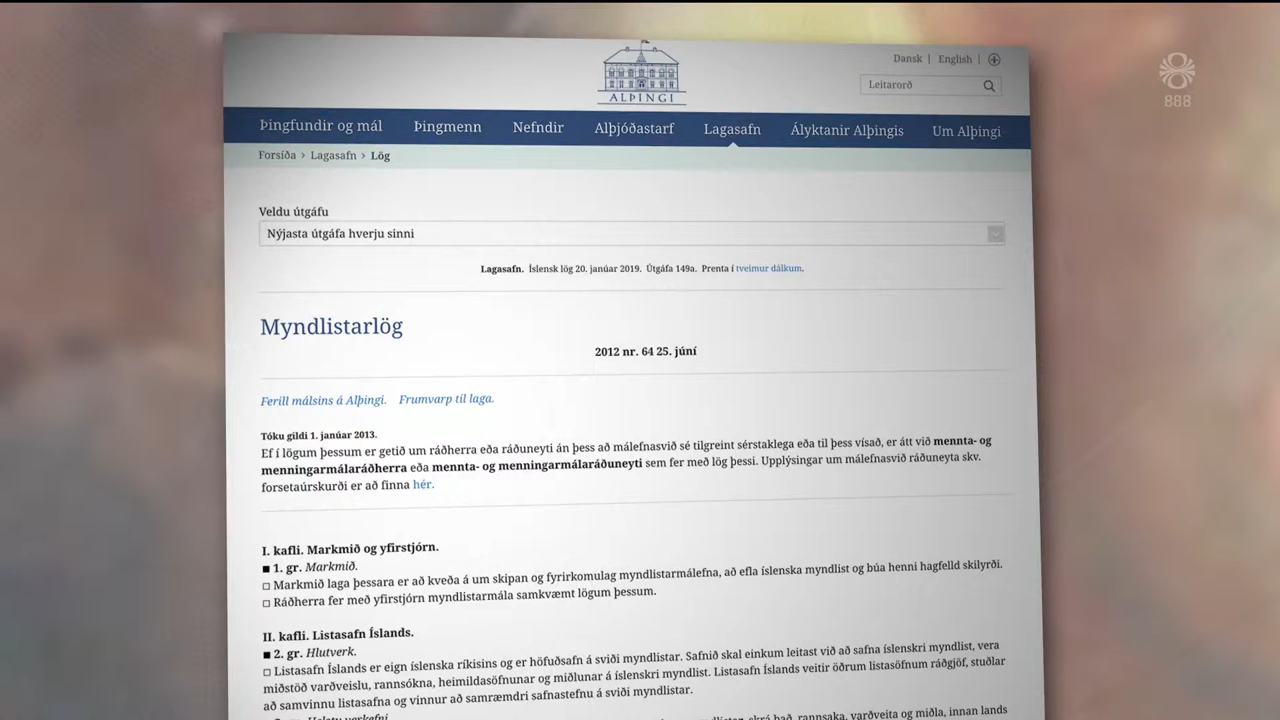 888
ALÞINGI
Dansk | English |
Leitarorð
Þingfundir og mál Þingmenn Nefndir Alþjóðastarf Lagasafn Ályktanir Alþingis Um Alþingi
Forsíða > Lagasafn > Lög
Veldu útgáfu
Nýjasta útgáfa hverju sinni
Lagasafn. Íslensk lög 20. janúar 2019. Útgáfa 149a. Prenta í tveimur dálkum.
Myndlistarlög
2012 nr. 64 25. júní
Ferill málsins á Alþingi. Frumvarp til laga.
Tóku gildi 1. janúar 2013.
Ef í lögum þessum er getið um ráðherra eða ráðuneyti án þess að málefnasvið sé tilgreint sérstaklega eða til þess vísað, er átt við mennta- og
menningarmálaráðherra eða mennta- og menningarmálaráðuneyti sem fer með lög þessi. Upplýsingar um málefnasvið ráðuneyta skv.
forsetaúrskurði er að finna hér.
I. kafli. Markmið og yfirstjórn.
■ 1. gr. Markmið.
□ Markmið laga þessara er að kveða á um skipan og fyrirkomulag myndlistarmálefna, að efla íslenska myndlist og búa henni hagfelld skilyrði.
□ Ráðherra fer með yfirstjórn myndlistarmála samkvæmt lögum þessum.
II. kafli. Listasafn Íslands.
■ 2. gr. Hlutverk.
□ Listasafn Íslands er eign íslenska ríkisins og er höfuðsafn á sviði myndlistar. Safnið skal einkum leitast við að safna íslenskri myndlist, vera
miðstöð varðveislu, rannsókna, heimildasöfnunar og miðlunar á íslenskri myndlist. Listasafn Íslands veitir öðrum listasöfnum ráðgjöf, stuðlar
að samvinnu listasafna og vinnur að samræmdri safnastefnu á sviði myndlistar.
skrá það, rannsaka, varðveita og miðla, innan lands